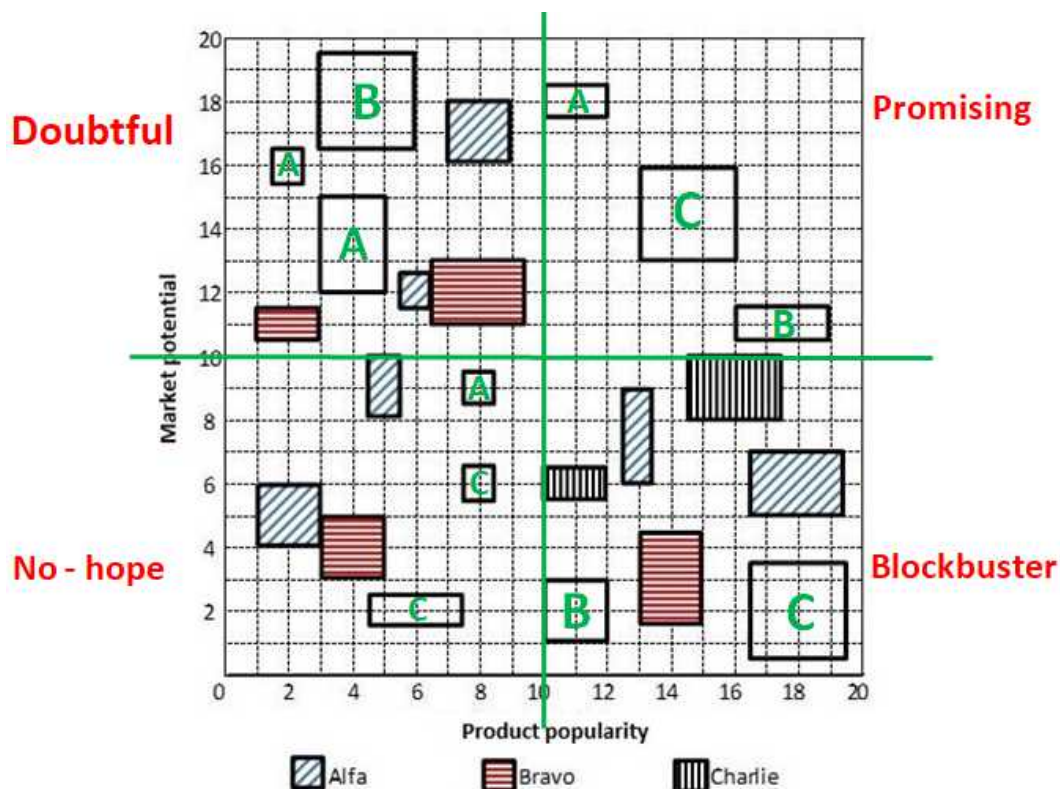 20
B
A
18
Promising
Doubtful
16
A
C
14
A
12
B
Market potential
10
A
8
C
6
4
No - hope
Blockbuster
C
B
C
2
0 2 4 6 8 10 12 14 16 18 20
Product popularity
Alfa Bravo Charlie